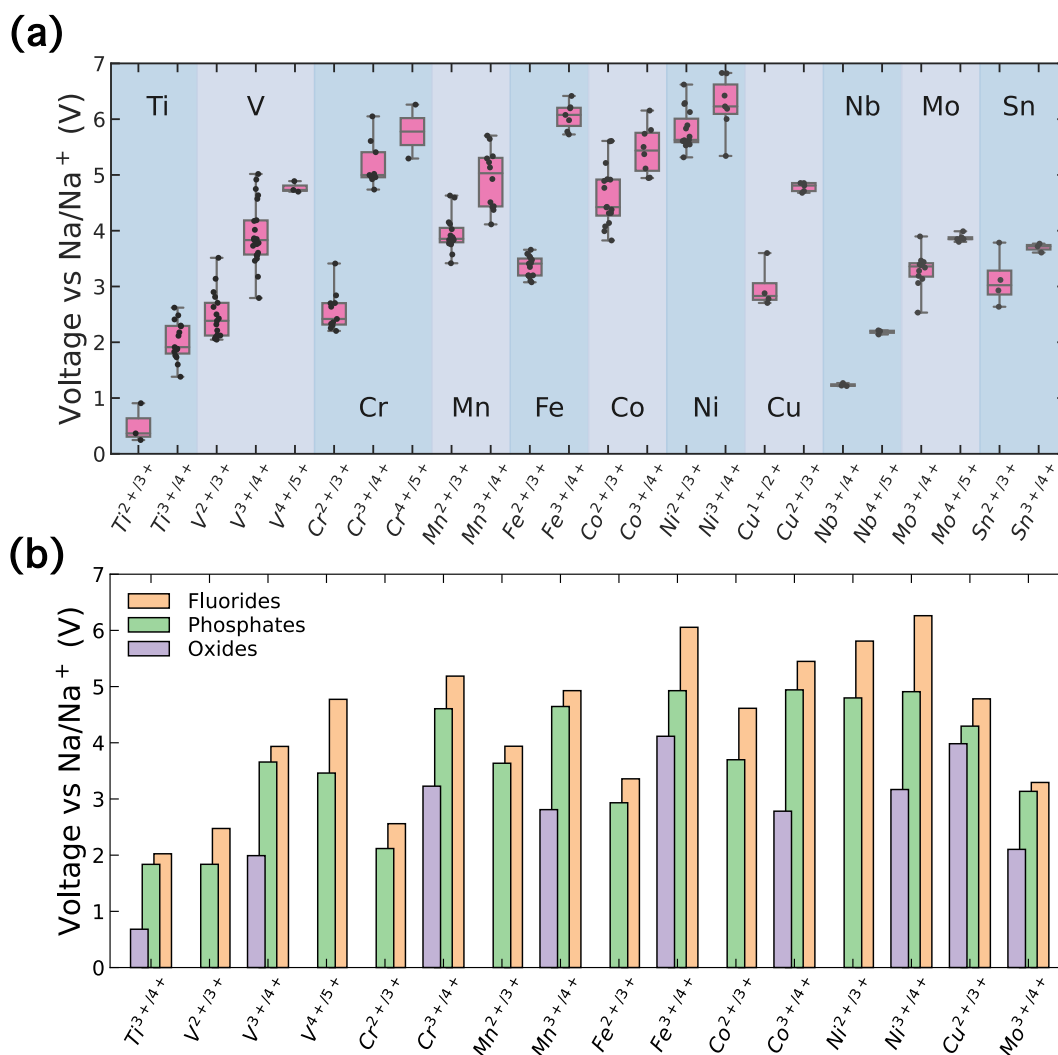 (a)
Voltage vs Na/Na⁺ (V)
7
6
5
4
3
2
1
0
Ti
V
Nb
Mo
Sn
Cr
Mn
Fe
Co
Ni
Cu
Ti²⁺/³⁺
Ti³⁺/⁴⁺
V²⁺/³⁺
V³⁺/⁴⁺
V⁴⁺/⁵⁺
Cr²⁺/³⁺
Cr³⁺/⁴⁺
Cr⁴⁺/⁵⁺
Mn²⁺/³⁺
Mn³⁺/⁴⁺
Fe²⁺/³⁺
Fe³⁺/⁴⁺
Co²⁺/³⁺
Co³⁺/⁴⁺
Ni²⁺/³⁺
Ni³⁺/⁴⁺
Cu¹⁺/²⁺
Cu²⁺/³⁺
Nb³⁺/⁴⁺
Nb⁴⁺/⁵⁺
Mo³⁺/⁴⁺
Mo⁴⁺/⁵⁺
Sn²⁺/³⁺
Sn³⁺/⁴⁺
(b)
Voltage vs Na/Na⁺ (V)
7
6
5
4
3
2
1
0
Fluorides
Phosphates
Oxides
Ti³⁺/⁴⁺
V²⁺/³⁺
V³⁺/⁴⁺
V⁴⁺/⁵⁺
Cr²⁺/³⁺
Cr³⁺/⁴⁺
Mn²⁺/³⁺
Mn³⁺/⁴⁺
Fe²⁺/³⁺
Fe³⁺/⁴⁺
Co²⁺/³⁺
Co³⁺/⁴⁺
Ni²⁺/³⁺
Ni³⁺/⁴⁺
Cu²⁺/³⁺
Mo³⁺/⁴⁺